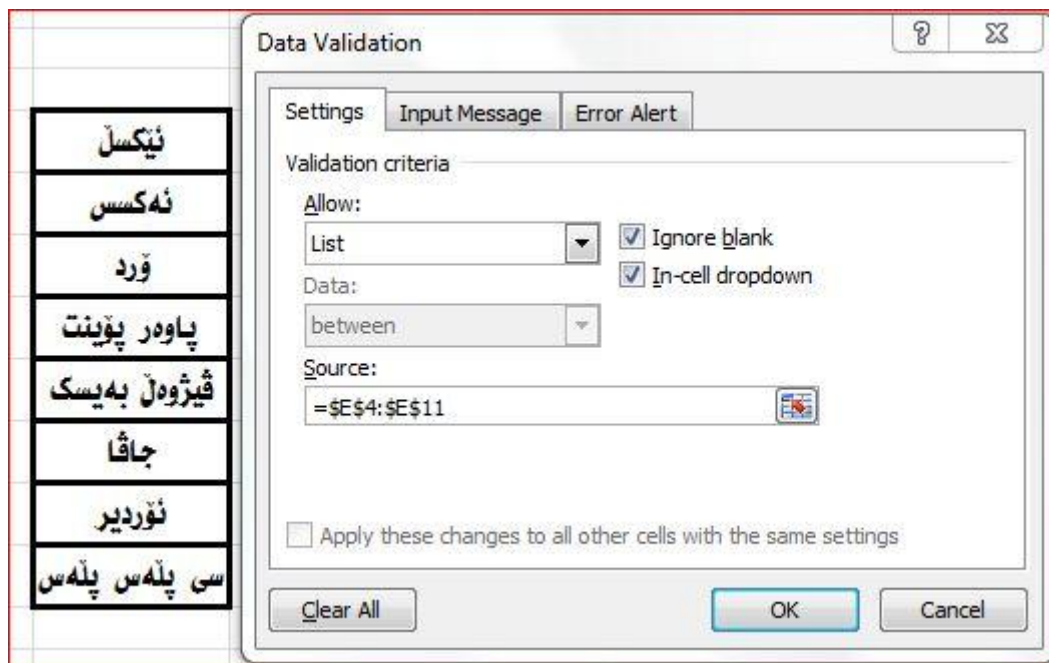 ئێکسڵ
ئەکسس
ۆرد
پاوەر پۆینت
ڤیژوەڵ بەیسک
جاڤا
ئۆردیر
سی پڵەس پڵەس
Data Validation
Settings
Input Message
Error Alert
Validation criteria
Allow:
List
Ignore blank
Data:
In-cell dropdown
between
Source:
=$E$4:$E$11
Apply these changes to all other cells with the same settings
Clear All
OK
Cancel